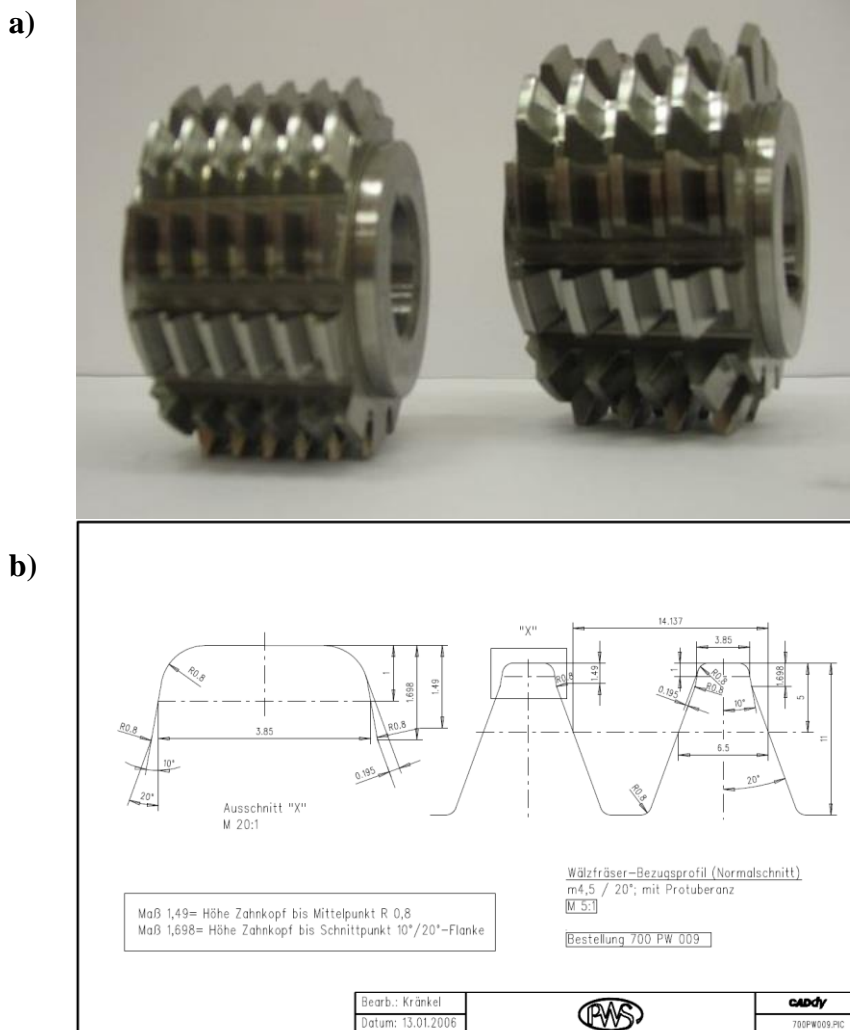 a)
b)
"X"
14.137
3.85
1
1.49
R0.8
R0.8
R0.8
0.195
10°
1.698
5
11
6.5
20°
R0.8
R0.8
R0.8
R0.8
3.85
1
1.698
1.49
10°
20°
0.195
Ausschnitt "X"
M 20:1
Wälzfräser-Bezugsprofil (Normalschnitt)
m4,5 / 20°; mit Protuberanz
M 5:1
Bestellung 700 PW 009
Maß 1,49= Höhe Zahnkopf bis Mittelpunkt R 0,8
Maß 1,698= Höhe Zahnkopf bis Schnittpunkt 10°/20°-Flanke
Bearb.: Kränkel
Datum: 13.01.2006
PWS
CADdy
700PW009.PIC